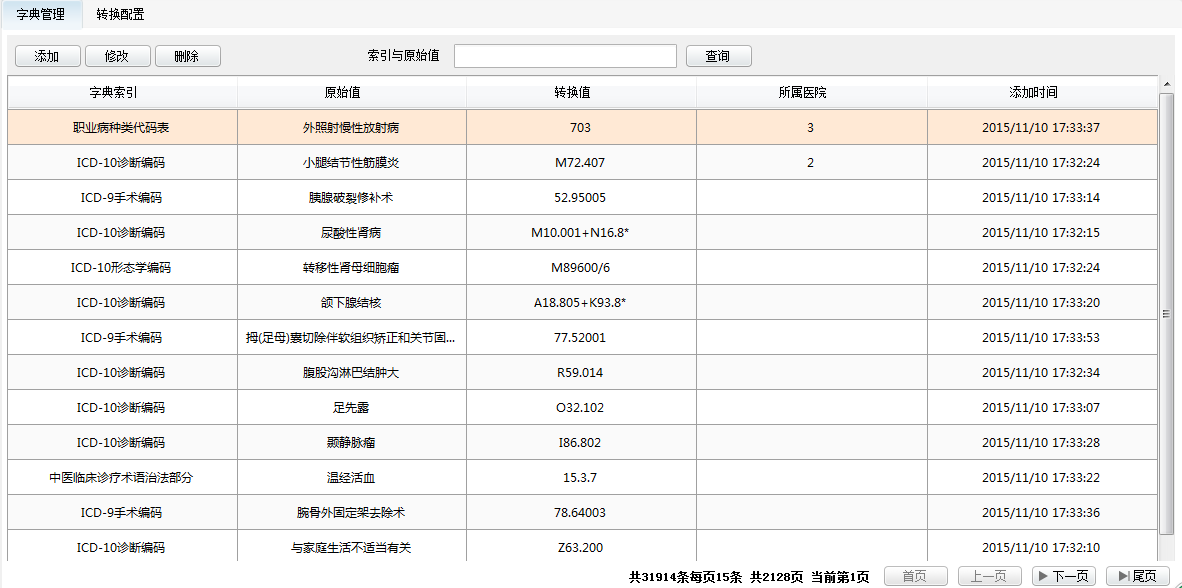 字典管理 转换配置
添加 修改 删除 索引与原始值 查询
字典索引 原始值 转换值 所属医院 添加时间
职业病种类代码表 外照射慢性放射病 703 3 2015/11/10 17:33:37
ICD-10诊断编码 小腿结节性筋膜炎 M72.407 2 2015/11/10 17:32:24
ICD-9手术编码 胰腺破裂修补术 52.95005 2015/11/10 17:33:14
ICD-10诊断编码 尿酸性肾病 M10.001+N16.8* 2015/11/10 17:32:15
ICD-10形态学编码 转移性肾母细胞瘤 M89600/6 2015/11/10 17:32:24
ICD-10诊断编码 颌下腺结核 A18.805+K93.8* 2015/11/10 17:33:20
ICD-9手术编码 拇(足母)囊切除伴软组织矫正和关节固... 77.52001 2015/11/10 17:33:53
ICD-10诊断编码 腹股沟淋巴结肿大 R59.014 2015/11/10 17:32:34
ICD-10诊断编码 足先露 O32.102 2015/11/10 17:33:07
ICD-10诊断编码 颞静脉瘤 I86.802 2015/11/10 17:33:28
中医临床诊疗术语治法部分 温经活血 15.3.7 2015/11/10 17:33:22
ICD-9手术编码 腕骨外固定架去除术 78.64003 2015/11/10 17:33:36
ICD-10诊断编码 与家庭生活不适当有关 Z63.200 2015/11/10 17:32:10
共31914条每页15条 共2128页 当前第1页 首页 上一页 下一页 尾页